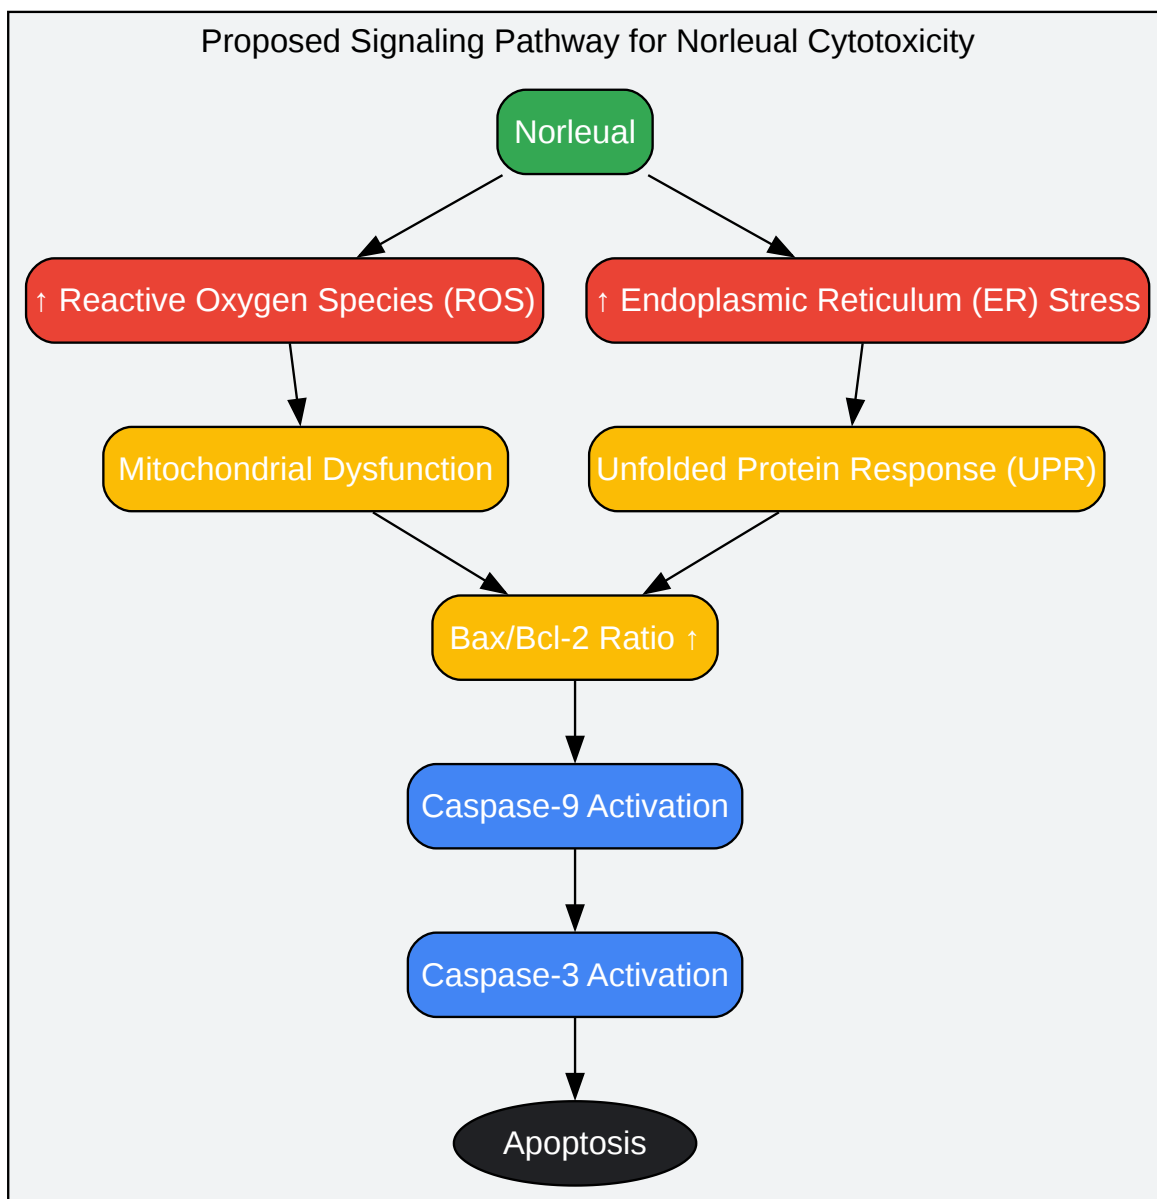 Proposed Signaling Pathway for Norleual Cytotoxicity
Norleual
↑ Reactive Oxygen Species (ROS)
↑ Endoplasmic Reticulum (ER) Stress
Mitochondrial Dysfunction
Unfolded Protein Response (UPR)
Bax/Bcl-2 Ratio ↑
Caspase-9 Activation
Caspase-3 Activation
Apoptosis